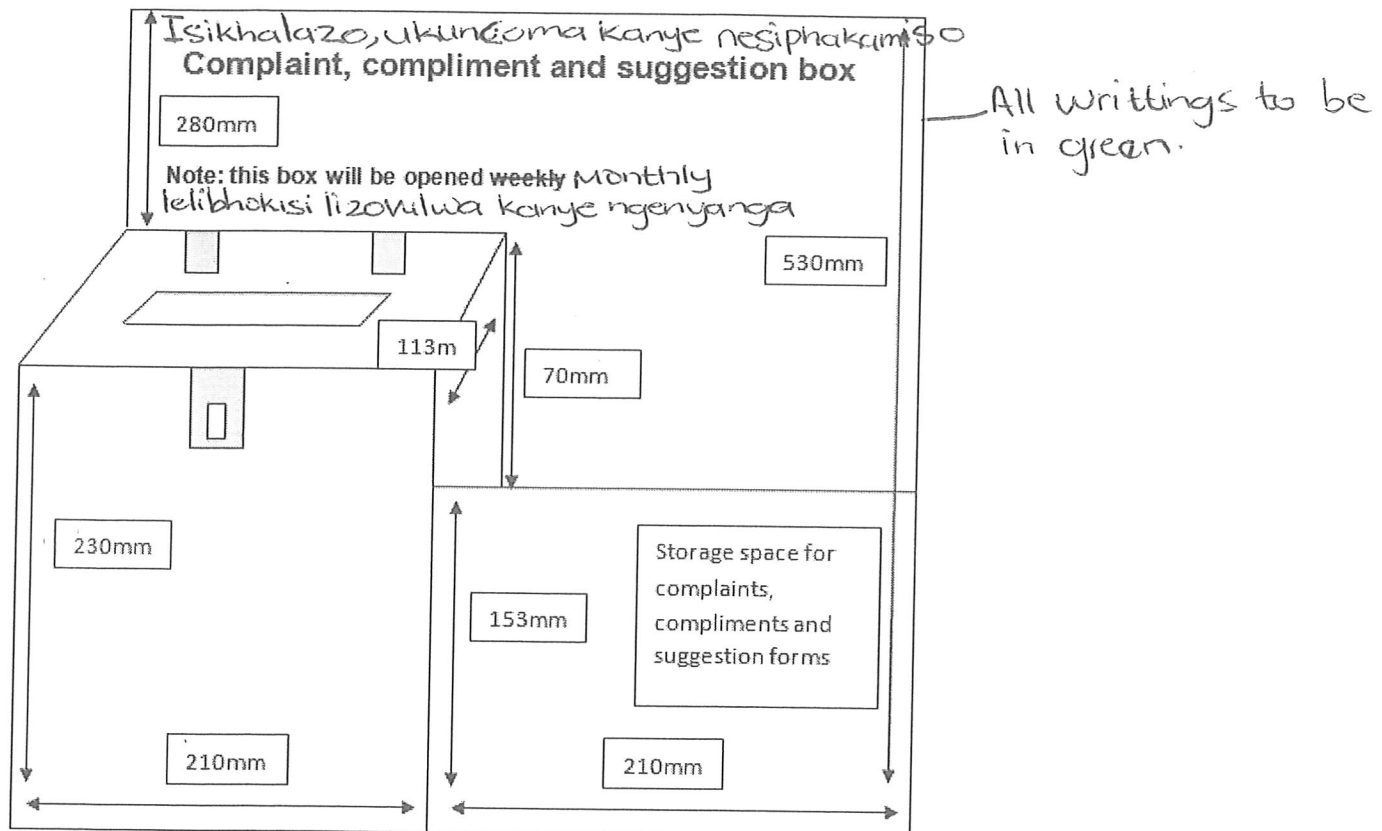 Isikhalazo, ukuncoma kanye nesiphakamiso
Complaint, compliment and suggestion box
All writtings to be
in green.
280mm
Note: this box will be opened weekly Monthly
lelibhokisi lizovulwa kanye ngenyanga
530mm
113m
70mm
230mm
153mm
Storage space for
complaints,
compliments and
suggestion forms
210mm
210mm